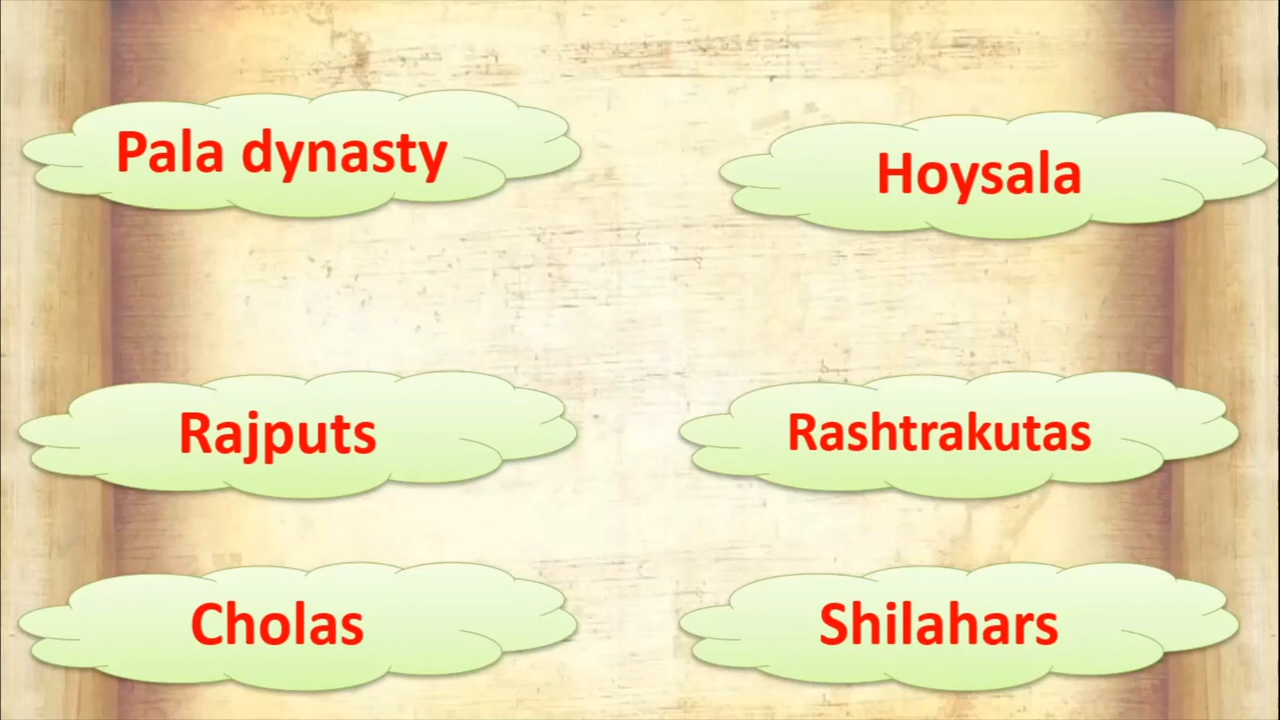 Pala dynasty
Hoysala
Rajputs
Rashtrakutas
Cholas
Shilahars